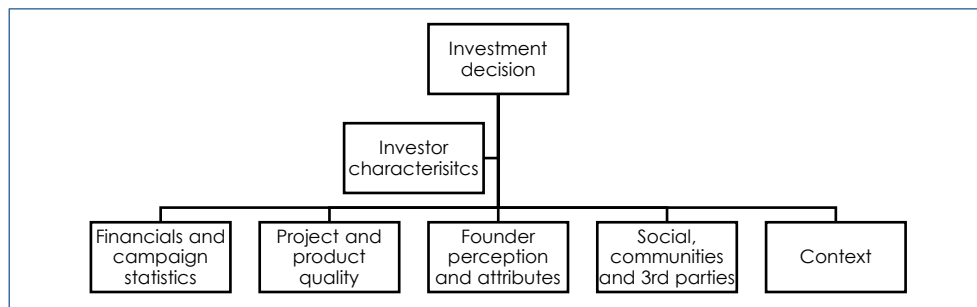 Investment
decision
Investor
characterisitcs
Financials and
campaign
statistics
Project and
product
quality
Founder
perception
and attributes
Social,
communities
and 3rd parties
Context